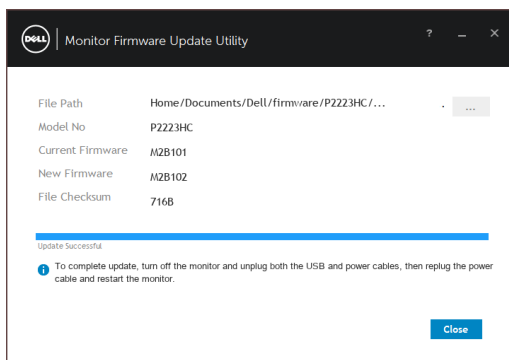 DELL
Monitor Firmware Update Utility
? _ ×
File Path Home/Documents/Dell/firmware/P2223HC/... . ...
Model No P2223HC
Current Firmware M2B101
New Firmware M2B102
File Checksum 716B
Update Successful
To complete update, turn off the monitor and unplug both the USB and power cables, then replug the power
cable and restart the monitor.
Close